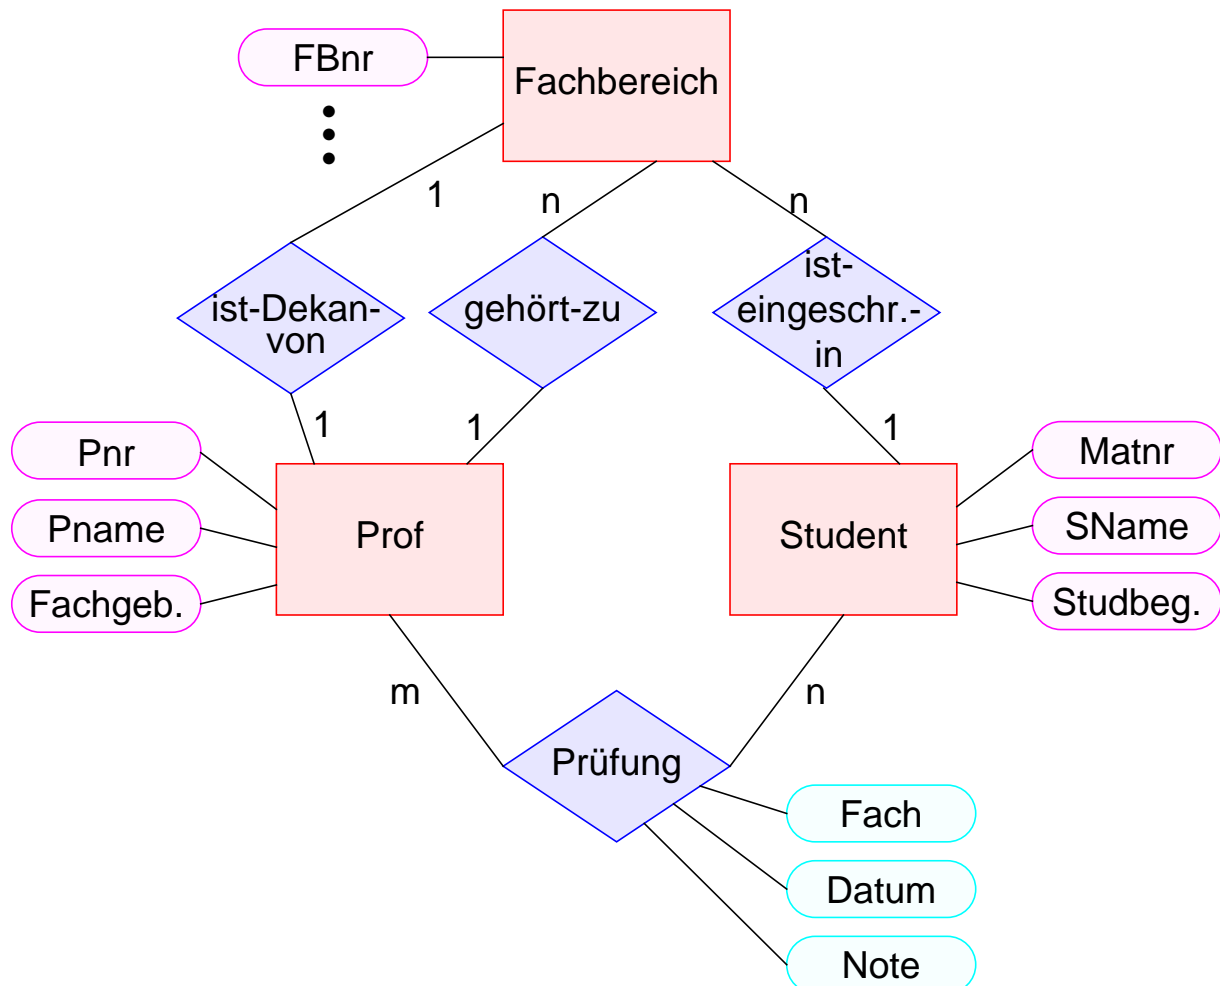 FBnr
Fachbereich
1
n
n
ist-Dekan-
von
gehört-zu
ist-
eingeschr.-
in
1
1
1
Pnr
Pname
Fachgeb.
Prof
Student
Matnr
SName
Studbeg.
m
n
Prüfung
Fach
Datum
Note